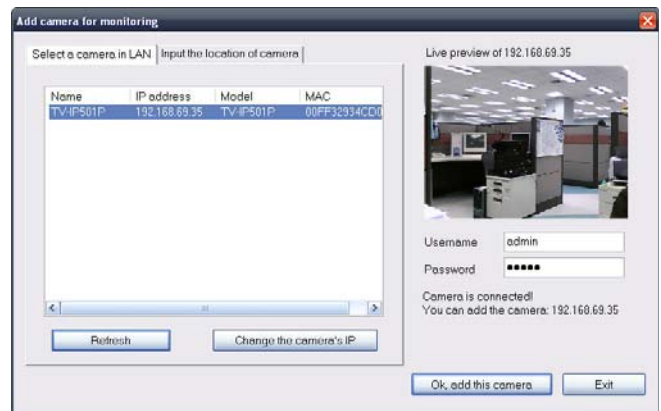 Add camera for monitoring
Select a camera in LAN
Input the location of camera
Name IP address Model MAC
TV-IP501P 192.168.69.35 TV-IP501P 00FF32934CD0
Refresh
Change the camera's IP
Live preview of 192.168.69.35
Username admin
Password •••••
Camera is connected!
You can add the camera: 192.168.69.35
Ok, add this camera
Exit